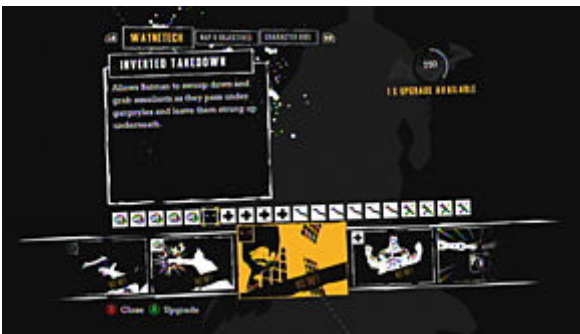 WAYNETECH MAP & OBJECTIVES CHARACTER BIOS
INVERTED TAKEDOWN
Allows Batman to swoop down and
grab assailants as they pass under
gargoyles and leave them strung up
underneath.
1 X UPGRADE AVAILABLE
Close Upgrade